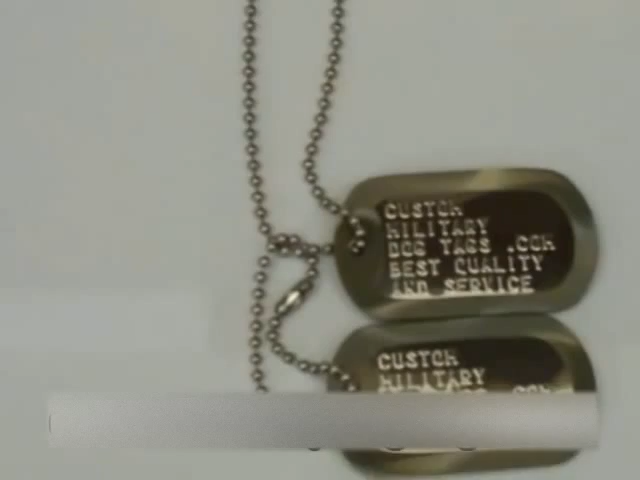 CUSTOM
MILITARY
DOG TAGS .COM
BEST QUALITY
AND SERVICE
CUSTOM
MILITARY